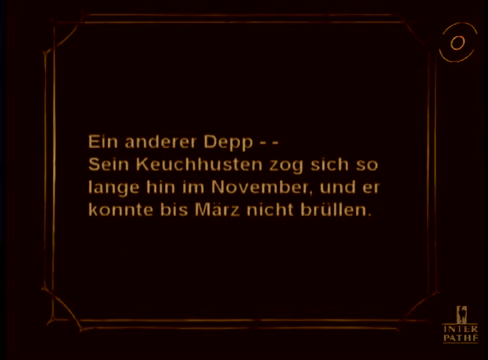 Ein anderer Depp - -
Sein Keuchhusten zog sich so
lange hin im November, und er
konnte bis März nicht brüllen.
INTER
PATHÉ